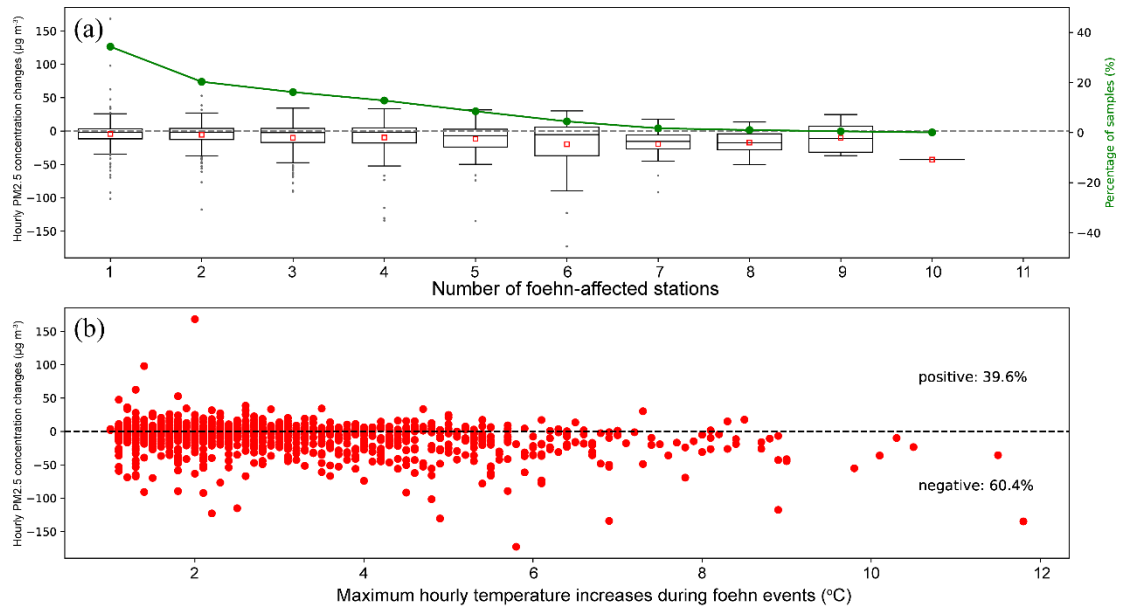 (a)
Hourly PM2.5 concentration changes (μg m⁻³)
150
100
50
0
−50
−100
−150
40
20
0
−20
−40
Percentage of samples (%)
1 2 3 4 5 6 7 8 9 10 11
Number of foehn-affected stations
(b)
Hourly PM2.5 concentration changes (μg m⁻³)
150
100
50
0
−50
−100
−150
positive: 39.6%
negative: 60.4%
2 4 6 8 10 12
Maximum hourly temperature increases during foehn events (°C)